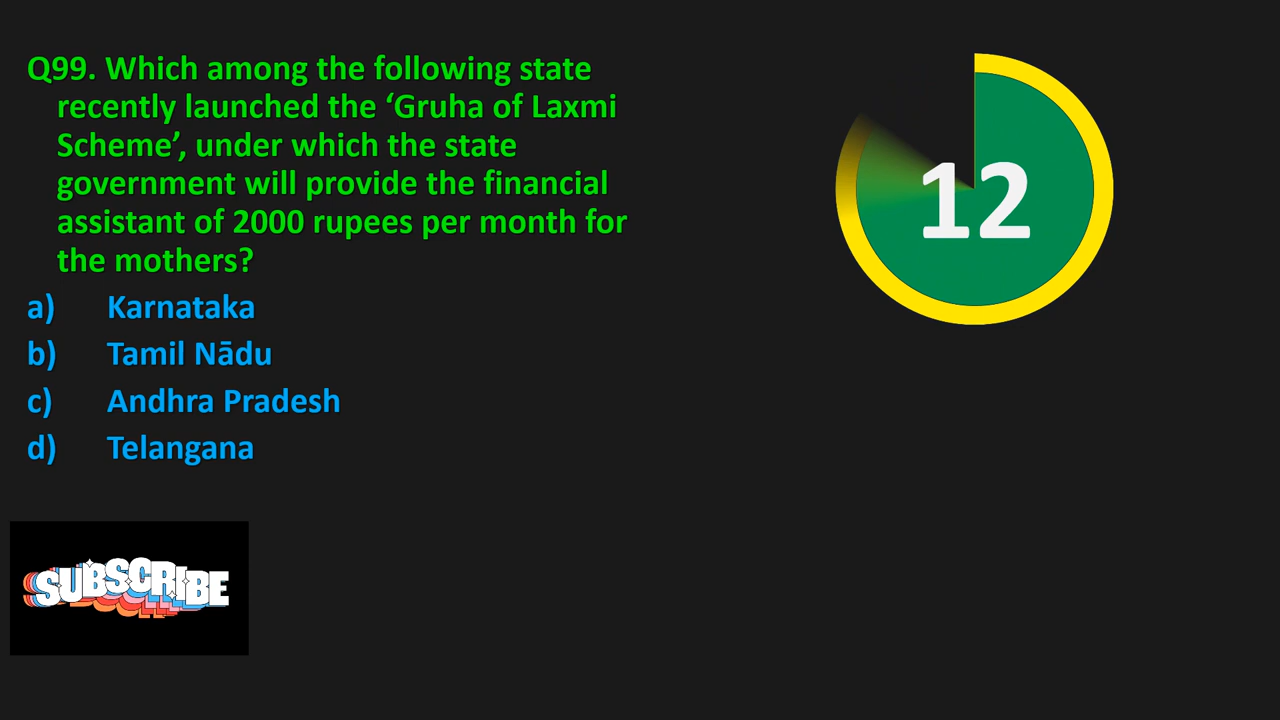 Q99. Which among the following state
recently launched the ‘Gruha of Laxmi
Scheme’, under which the state
government will provide the financial
assistant of 2000 rupees per month for
the mothers?
a) Karnataka
b) Tamil Nādu
c) Andhra Pradesh
d) Telangana
12
SUBSCRIBE